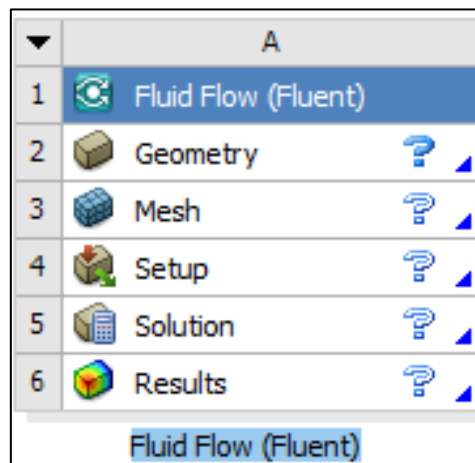 A
1 Fluid Flow (Fluent)
2 Geometry ?
3 Mesh ?
4 Setup ?
5 Solution ?
6 Results ?
Fluid Flow (Fluent)